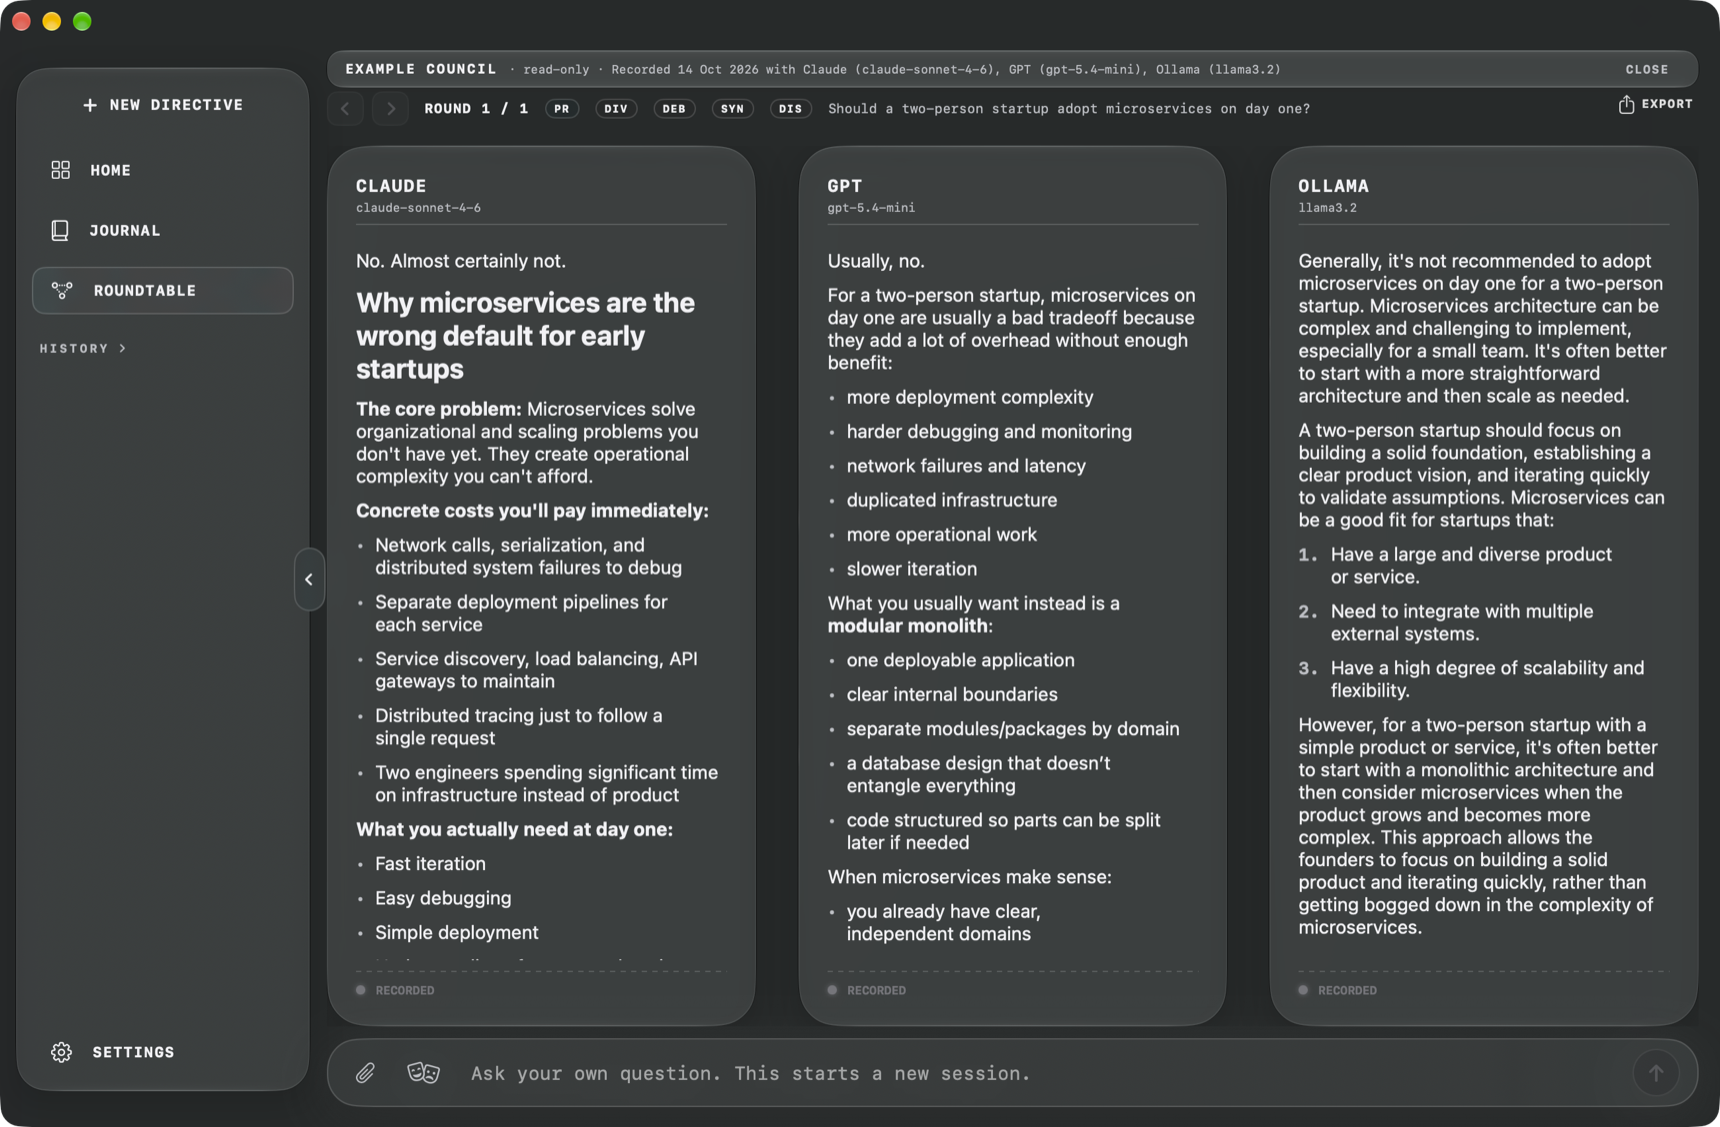 + NEW DIRECTIVE
HOME
JOURNAL
ROUNDTABLE
HISTORY >
SETTINGS
EXAMPLE COUNCIL · read-only · Recorded 14 Oct 2026 with Claude (claude-sonnet-4-6), GPT (gpt-5.4-mini), Ollama (llama3.2)
CLOSE
ROUND 1 / 1 PR DIV DEB SYN DIS Should a two-person startup adopt microservices on day one?
EXPORT
CLAUDE
claude-sonnet-4-6
No. Almost certainly not.
Why microservices are the
wrong default for early
startups
The core problem: Microservices solve
organizational and scaling problems you
don't have yet. They create operational
complexity you can't afford.
Concrete costs you'll pay immediately:
• Network calls, serialization, and
distributed system failures to debug
• Separate deployment pipelines for
each service
• Service discovery, load balancing, API
gateways to maintain
• Distributed tracing just to follow a
single request
• Two engineers spending significant time
on infrastructure instead of product
What you actually need at day one:
• Fast iteration
• Easy debugging
• Simple deployment
RECORDED
GPT
gpt-5.4-mini
Usually, no.
For a two-person startup, microservices on
day one are usually a bad tradeoff because
they add a lot of overhead without enough
benefit:
• more deployment complexity
• harder debugging and monitoring
• network failures and latency
• duplicated infrastructure
• more operational work
• slower iteration
What you usually want instead is a
modular monolith:
• one deployable application
• clear internal boundaries
• separate modules/packages by domain
• a database design that doesn’t
entangle everything
• code structured so parts can be split
later if needed
When microservices make sense:
• you already have clear,
independent domains
RECORDED
OLLAMA
llama3.2
Generally, it's not recommended to adopt
microservices on day one for a two-person
startup. Microservices architecture can be
complex and challenging to implement,
especially for a small team. It's often better
to start with a more straightforward
architecture and then scale as needed.
A two-person startup should focus on
building a solid foundation, establishing a
clear product vision, and iterating quickly
to validate assumptions. Microservices can
be a good fit for startups that:
1. Have a large and diverse product
or service.
2. Need to integrate with multiple
external systems.
3. Have a high degree of scalability and
flexibility.
However, for a two-person startup with a
simple product or service, it's often better
to start with a monolithic architecture and
then consider microservices when the
product grows and becomes more
complex. This approach allows the
founders to focus on building a solid
product and iterating quickly, rather than
getting bogged down in the complexity of
microservices.
RECORDED
Ask your own question. This starts a new session.